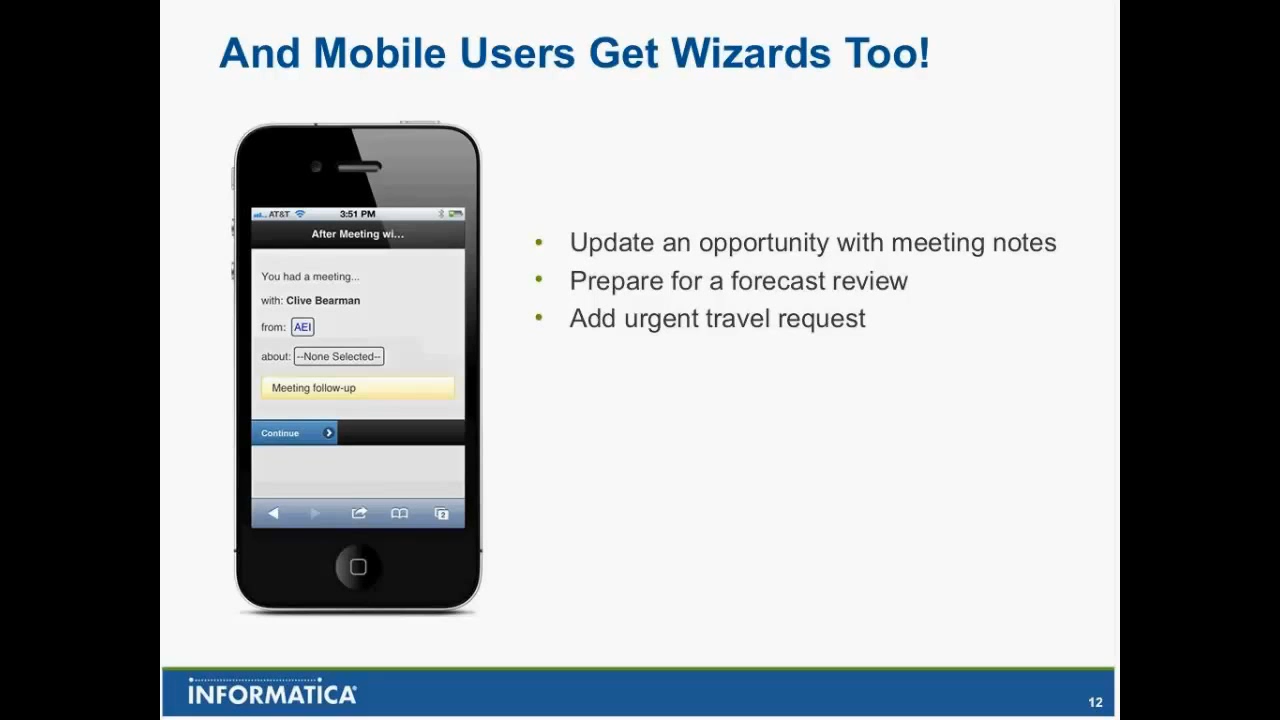 And Mobile Users Get Wizards Too!
AT&T 3:51 PM
After Meeting wi...
You had a meeting...
with: Clive Bearman
from: AEI
about: --None Selected--
Meeting follow-up
Continue
2
• Update an opportunity with meeting notes
• Prepare for a forecast review
• Add urgent travel request
INFORMATICA
12